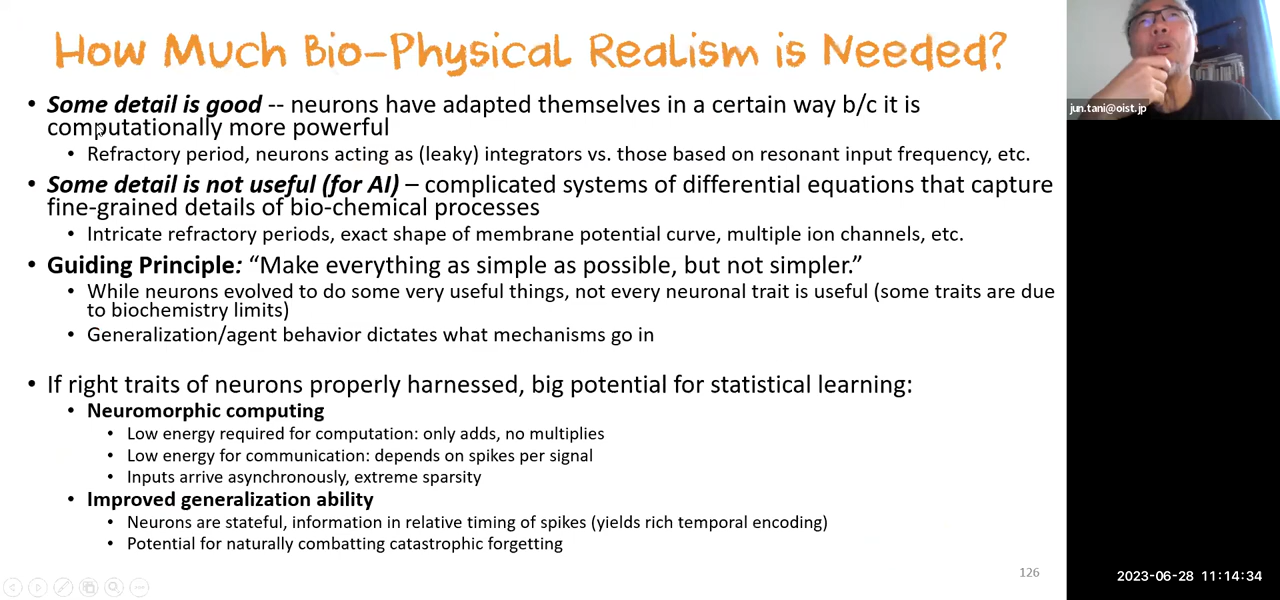 How Much Bio-Physical Realism is Needed?
• Some detail is good -- neurons have adapted themselves in a certain way b/c it is
computationally more powerful
• Refractory period, neurons acting as (leaky) integrators vs. those based on resonant input frequency, etc.
• Some detail is not useful (for AI) – complicated systems of differential equations that capture
fine-grained details of bio-chemical processes
• Intricate refractory periods, exact shape of membrane potential curve, multiple ion channels, etc.
• Guiding Principle: “Make everything as simple as possible, but not simpler.”
• While neurons evolved to do some very useful things, not every neuronal trait is useful (some traits are due
to biochemistry limits)
• Generalization/agent behavior dictates what mechanisms go in
• If right traits of neurons properly harnessed, big potential for statistical learning:
• Neuromorphic computing
• Low energy required for computation: only adds, no multiplies
• Low energy for communication: depends on spikes per signal
• Inputs arrive asynchronously, extreme sparsity
• Improved generalization ability
• Neurons are stateful, information in relative timing of spikes (yields rich temporal encoding)
• Potential for naturally combatting catastrophic forgetting
126
jun.tani@oist.jp
2023-06-28 11:14:34